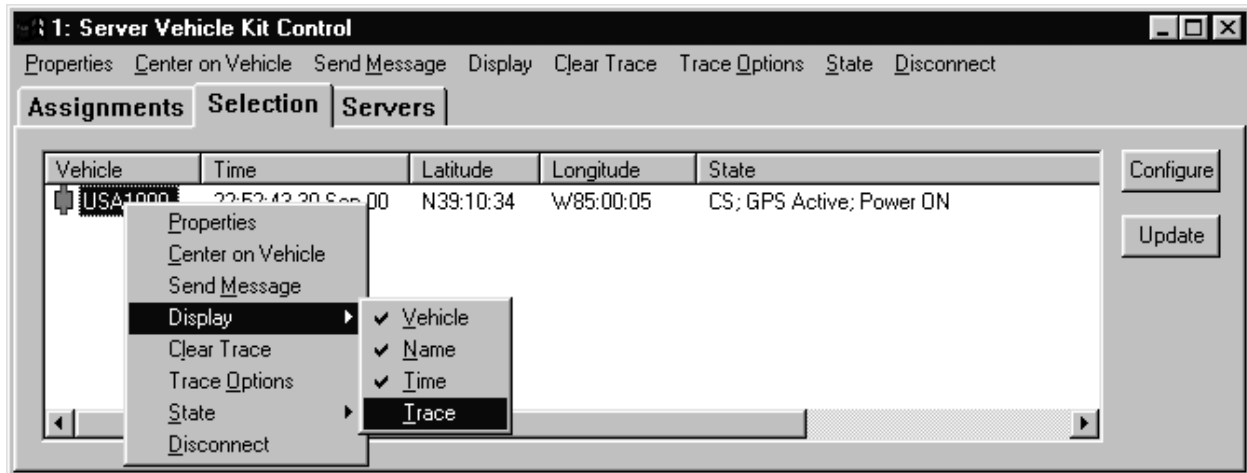 1: Server Vehicle Kit Control
Properties Center on Vehicle Send Message Display Clear Trace Trace Options State Disconnect
Assignments Selection Servers
Vehicle Time Latitude Longitude State
00 N39:10:34 W85:00:05 CS; GPS Active; Power ON
Configure
Update
Properties
Center on Vehicle
Send Message
Display
Clear Trace
Trace Options
State
Disconnect
Vehicle
Name
Time
Trace